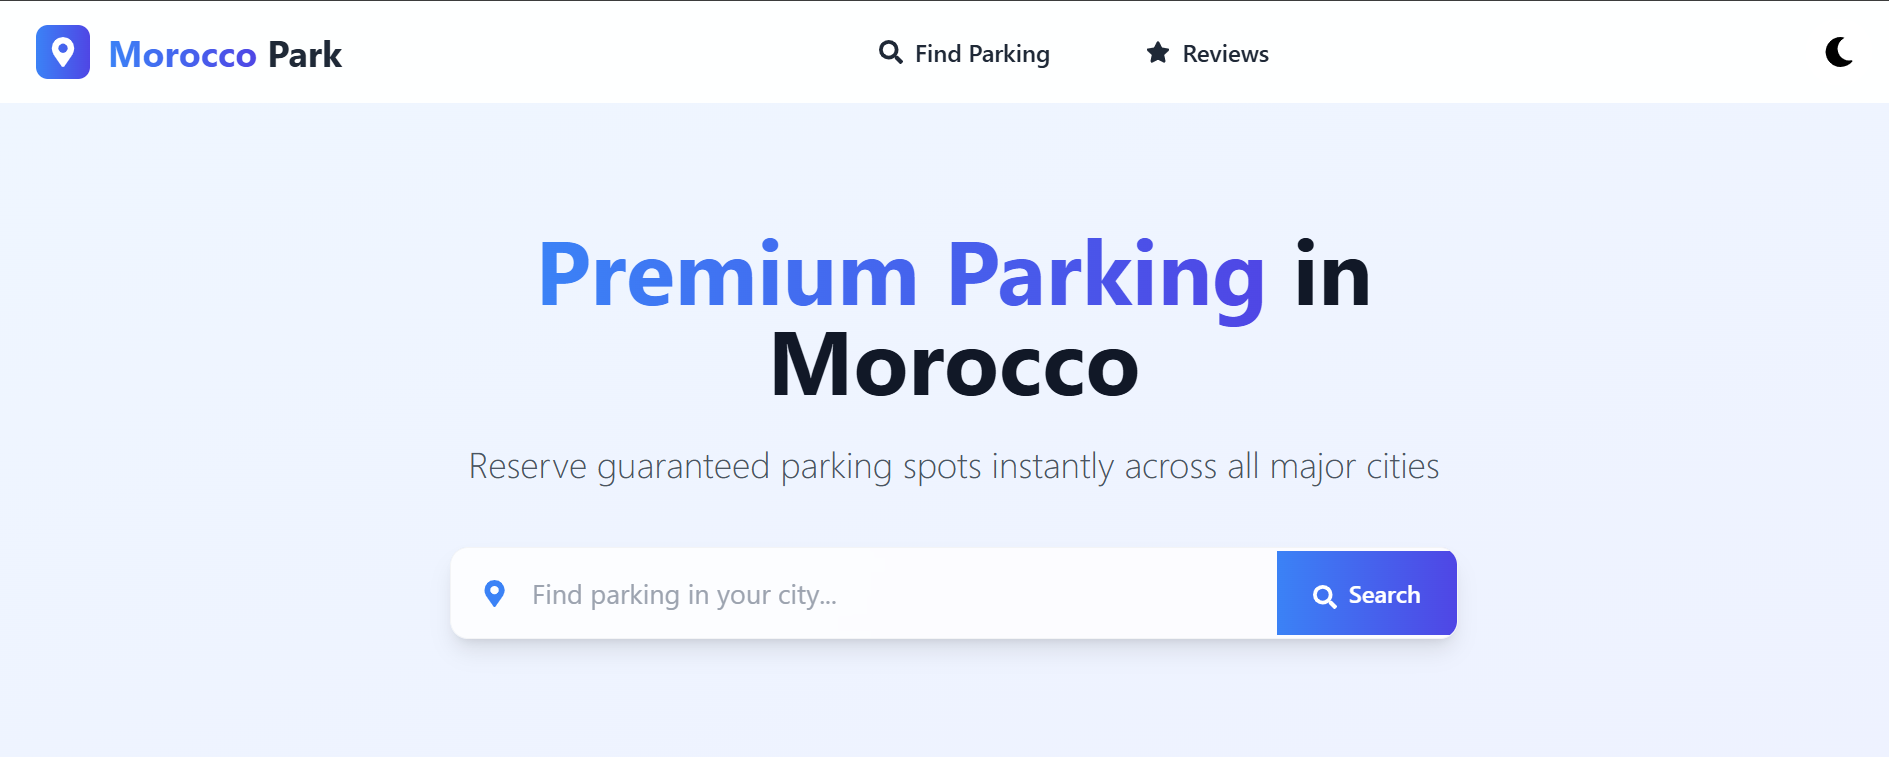 Morocco Park
Find Parking
Reviews
Premium Parking in
Morocco
Reserve guaranteed parking spots instantly across all major cities
Find parking in your city...
Search